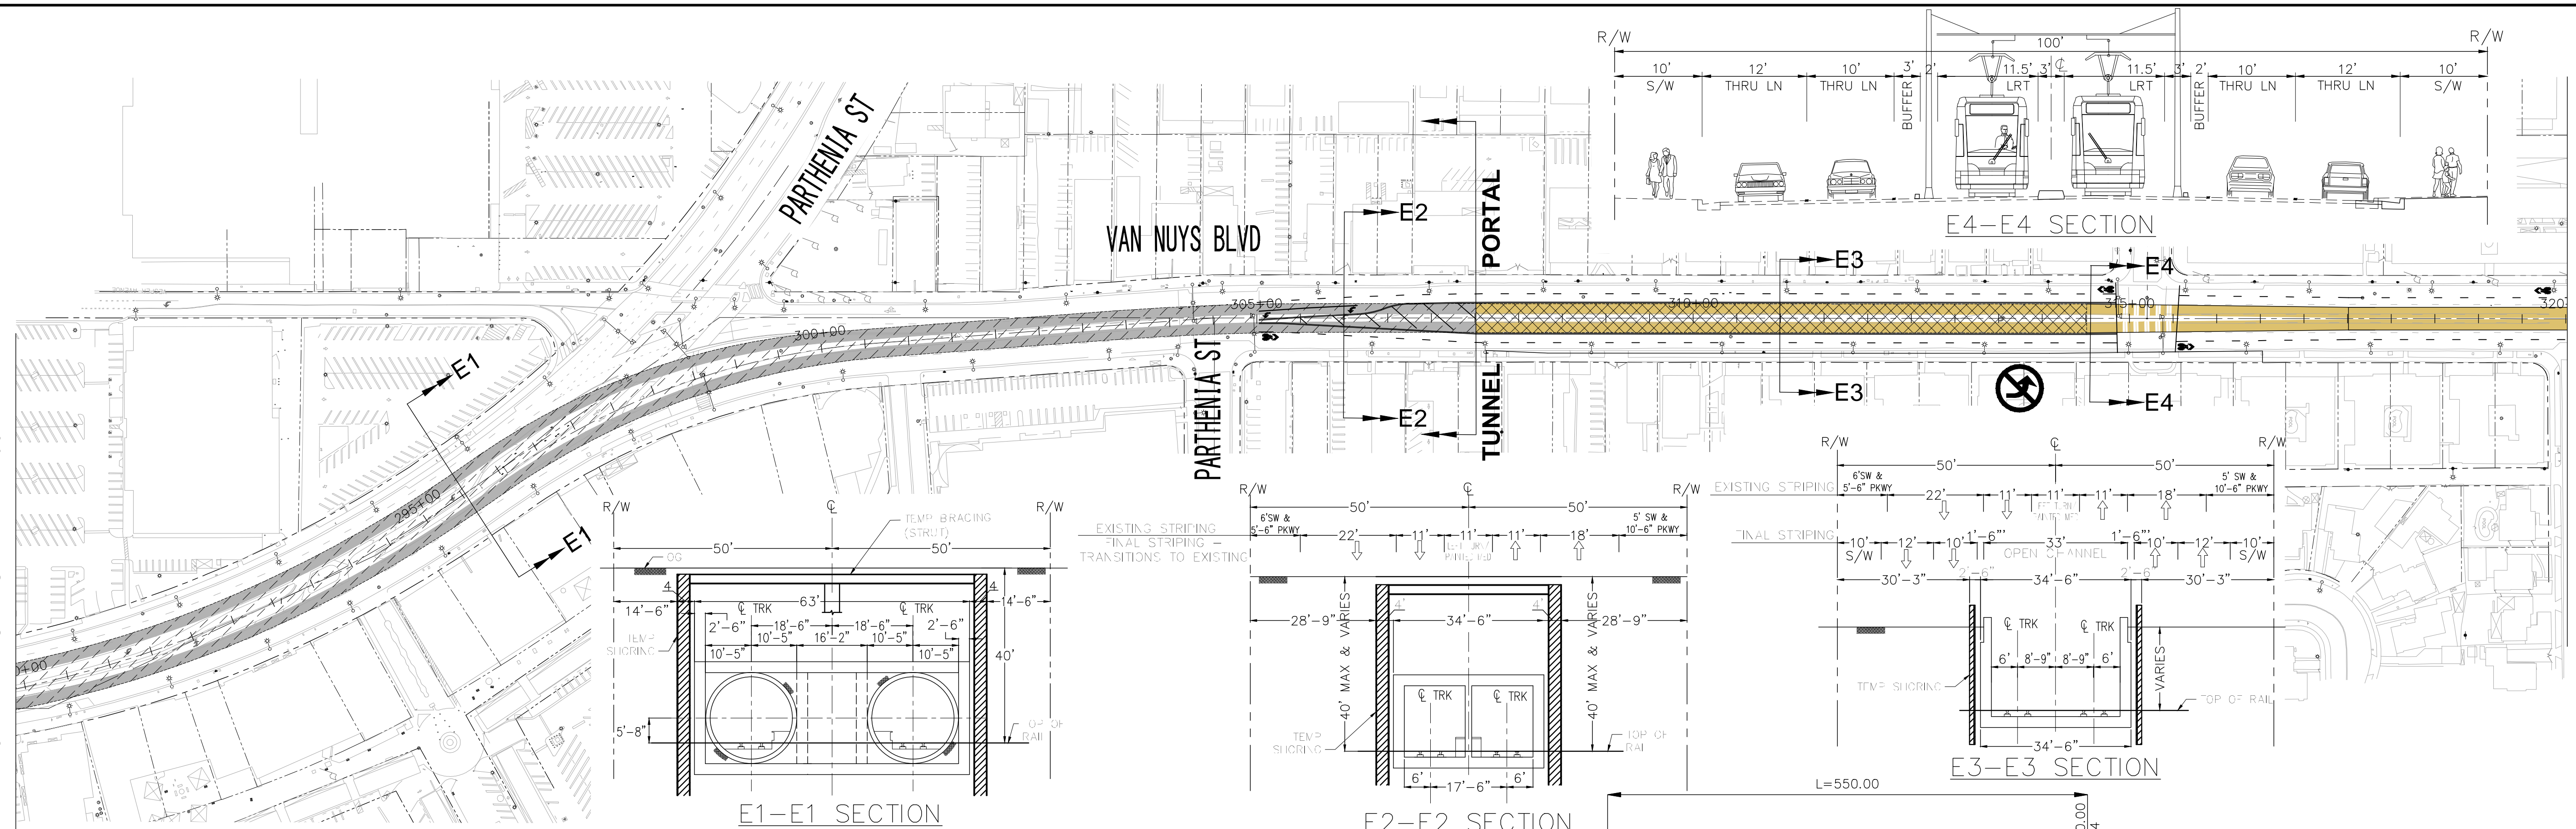 R/W
R/W
100'
10'
12'
10'
3'
2'
11.5'
3'
℄
11.5'
3'
2'
10'
12'
10'
S/W
THRU LN
THRU LN
BUFFER
LRT
LRT
BUFFER
THRU LN
THRU LN
S/W
E4-E4 SECTION
PARTHENIA ST
VAN NUYS BLVD
E2
E2
PORTAL
TUNNEL
E3
E3
E4
E4
PARTHENIA ST
E1
E1
295+00
300+00
305+00
310+00
315+00
R/W
℄
R/W
TEMP BRACING
(STRUT)
50'
50'
OG
4
63'
4
14'-6"
14'-6"
℄ TRK
℄ TRK
2'-6"
18'-6"
18'-6"
2'-6"
10'-5"
16'-2"
10'-5"
10'-5"
10'-5"
TEMP
SHORING
40'
5'-8"
TOP OF
RAIL
E1-E1 SECTION
R/W
℄
R/W
50'
50'
EXISTING STRIPING
FINAL STRIPING -
TRANSITIONS TO EXISTING
6'SW &
5'-6" PKWY
22'
11'
11'
11'
18'
5' SW &
10'-6" PKWY
40' MAX & VARIES
40' MAX & VARIES
28'-9"
4'
34'-6"
4'
28'-9"
℄ TRK
℄ TRK
TEMP
SHORING
TOP OF
RAIL
6'
17'-6"
6'
E2-E2 SECTION
R/W
℄
R/W
50'
50'
EXISTING STRIPING
6'SW &
5'-6" PKWY
22'
11'
11'
11'
18'
5' SW &
10'-6" PKWY
FINAL STRIPING
10'
S/W
12'
10'
1'-6"
33'
OPEN CHANNEL
1'-6"
10'
12'
10'
S/W
30'-3"
2'-6"
34'-6"
2'-6"
30'-3"
℄ TRK
℄ TRK
6'
8'-9"
8'-9"
6'
VARIES
TEMP SHORING
TOP OF RAIL
34'-6"
E3-E3 SECTION
L=550.00